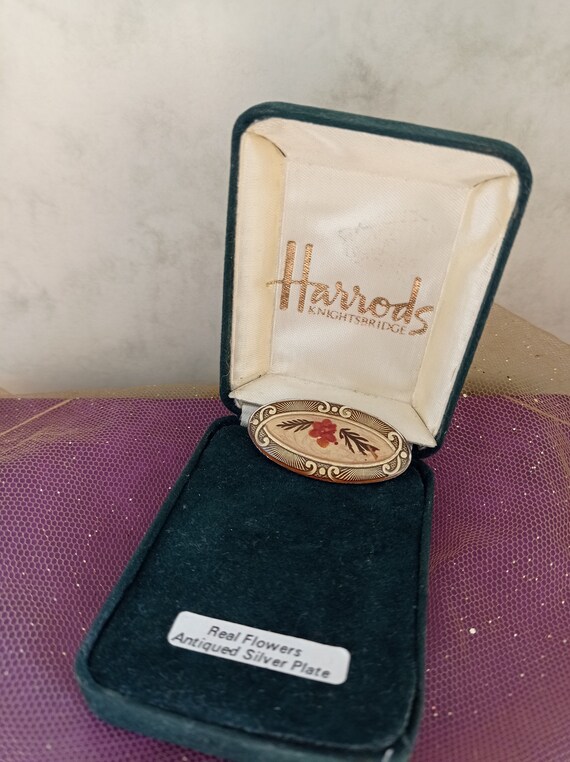 Harrods
KNIGHTSBRIDGE
Real Flowers
Antiqued Silver Plate